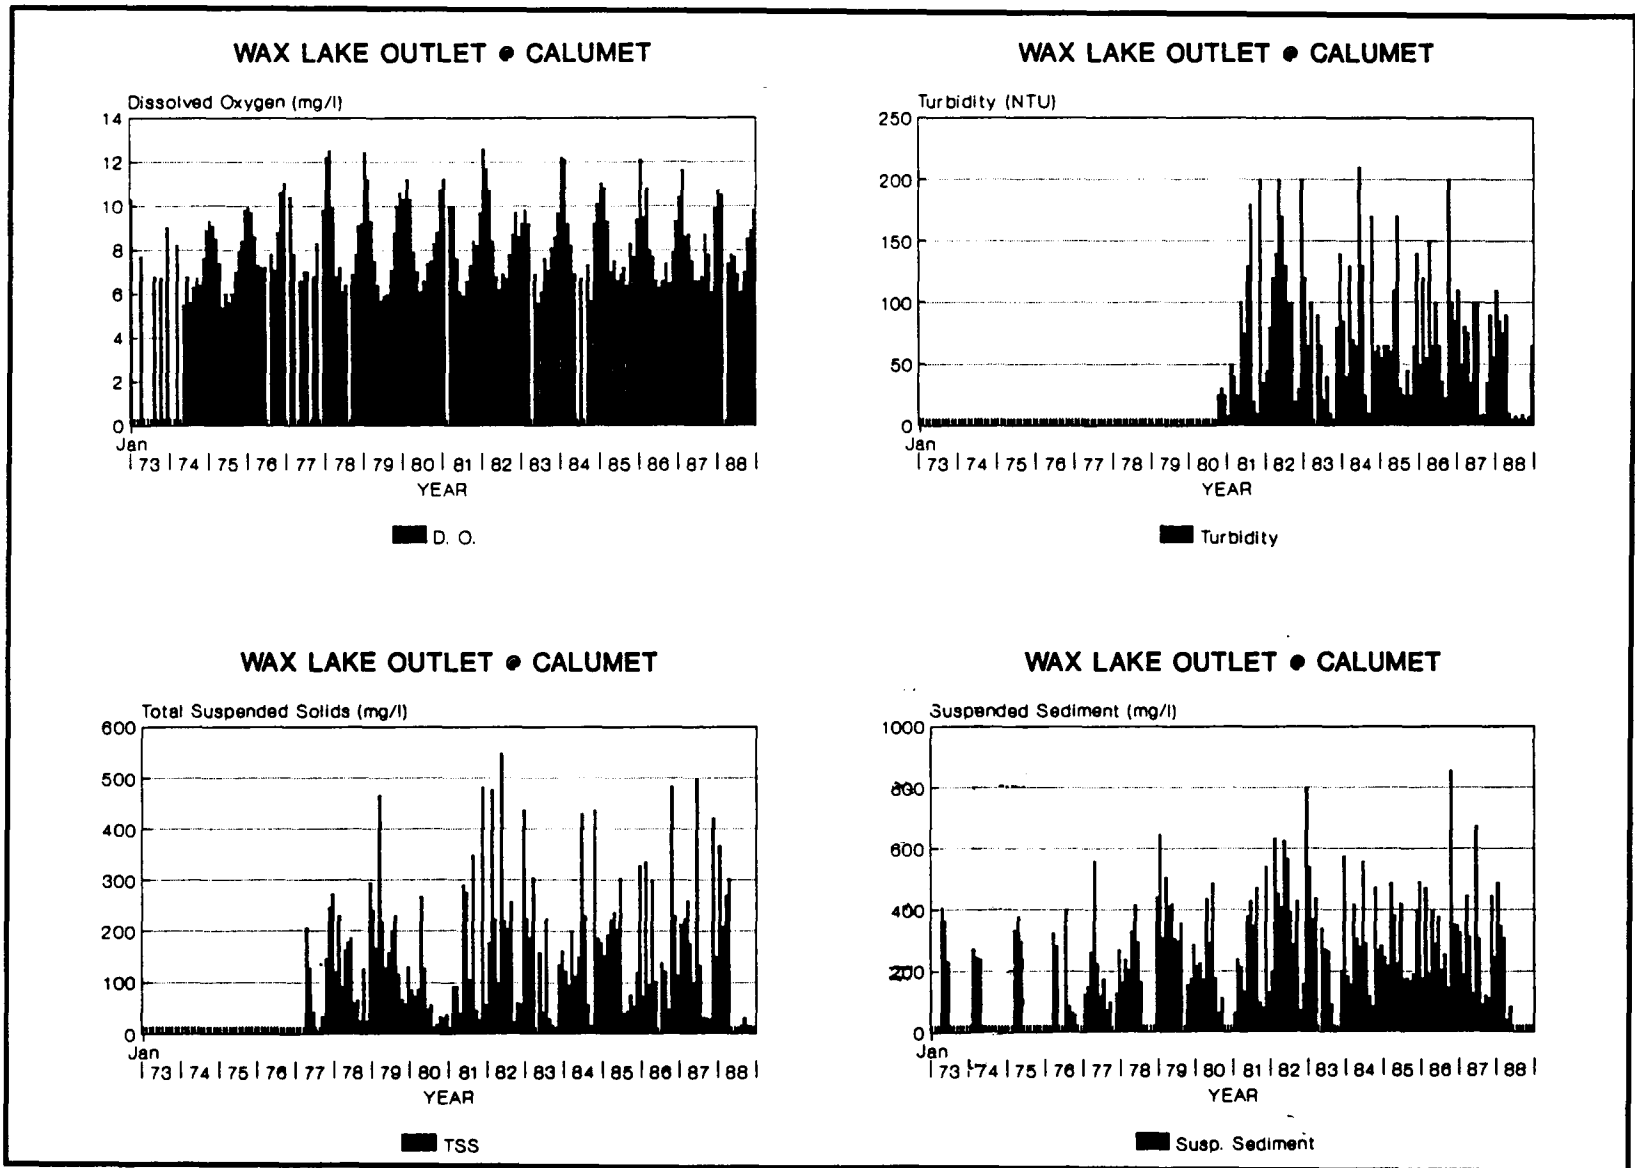 WAX LAKE OUTLET @ CALUMET
Dissolved Oxygen (mg/l)
14
12
10
8
6
4
2
0
Jan
| 73 | 74 | 75 | 76 | 77 | 78 | 79 | 80 | 81 | 82 | 83 | 84 | 85 | 86 | 87 | 88 |
YEAR
D. O.
WAX LAKE OUTLET @ CALUMET
Turbidity (NTU)
250
200
150
100
50
0
Jan
| 73 | 74 | 75 | 76 | 77 | 78 | 79 | 80 | 81 | 82 | 83 | 84 | 85 | 86 | 87 | 88 |
YEAR
Turbidity
WAX LAKE OUTLET @ CALUMET
Total Suspended Solids (mg/l)
600
500
400
300
200
100
0
Jan
| 73 | 74 | 75 | 76 | 77 | 78 | 79 | 80 | 81 | 82 | 83 | 84 | 85 | 86 | 87 | 88 |
YEAR
TSS
WAX LAKE OUTLET @ CALUMET
Suspended Sediment (mg/l)
1000
800
600
400
200
0
Jan
| 73 | 74 | 75 | 76 | 77 | 78 | 79 | 80 | 81 | 82 | 83 | 84 | 85 | 86 | 87 | 88 |
YEAR
Susp. Sediment